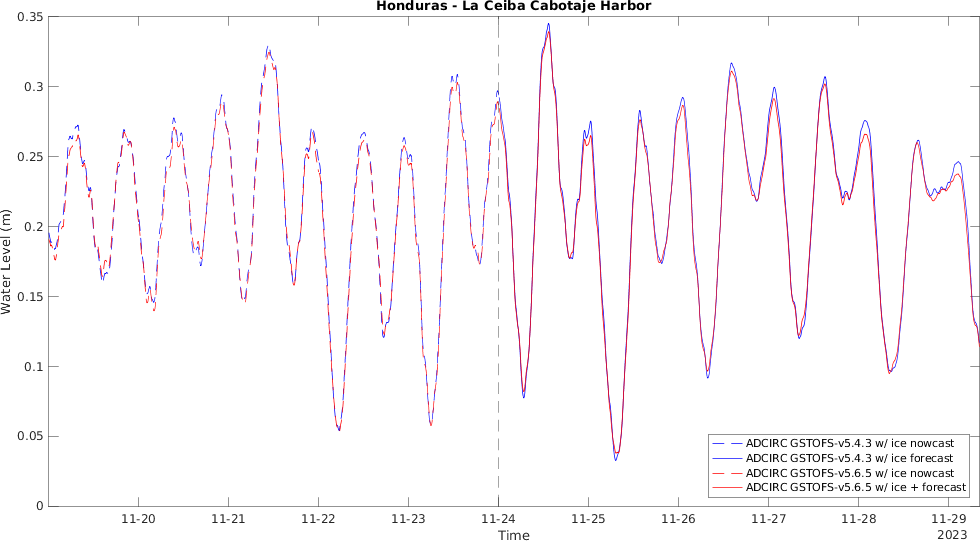 Honduras - La Ceiba Cabotaje Harbor
0.35
0.3
0.25
0.2
0.15
0.1
0.05
0
Water Level (m)
ADCIRC GSTOFS-v5.4.3 w/ ice nowcast
ADCIRC GSTOFS-v5.4.3 w/ ice forecast
ADCIRC GSTOFS-v5.6.5 w/ ice nowcast
ADCIRC GSTOFS-v5.6.5 w/ ice + forecast
11-20 11-21 11-22 11-23 11-24 11-25 11-26 11-27 11-28 11-29
Time 2023